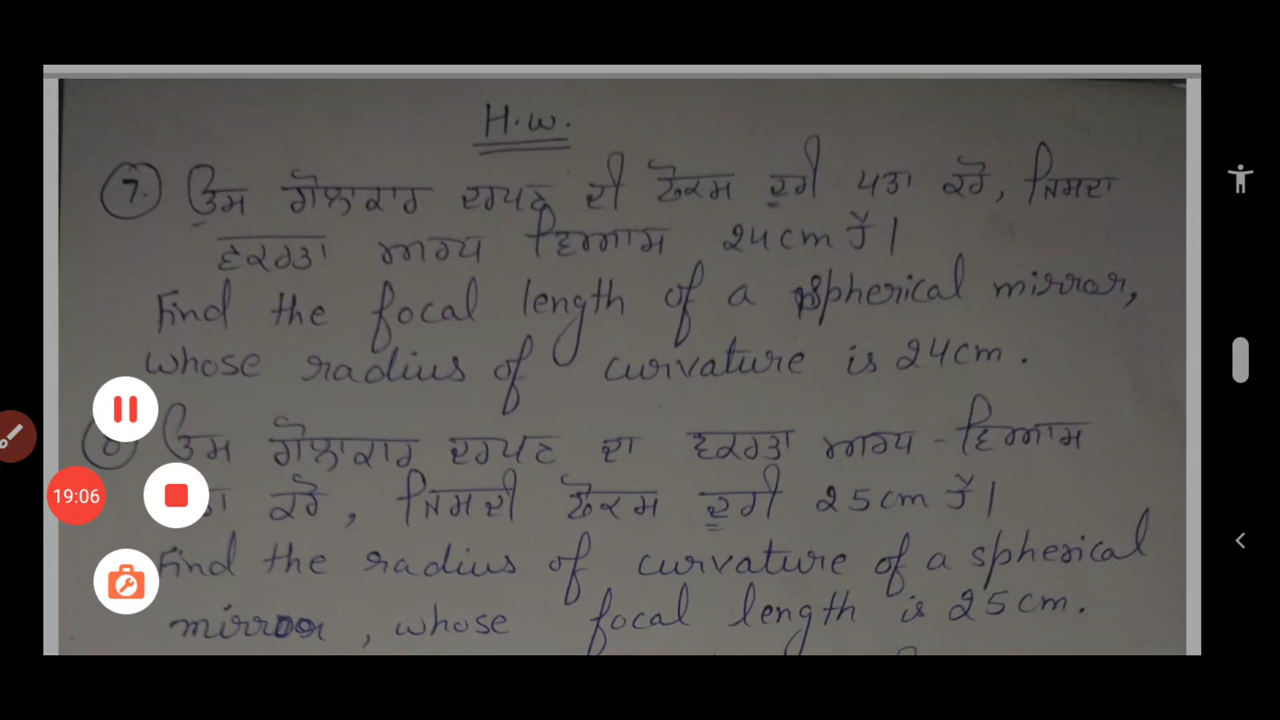 H.W.
7. ਉਸ ਗੋਲਾਕਾਰ ਦਰਪਣ ਦੀ ਫੋਕਸ ਦੂਰੀ ਪਤਾ ਕਰੋ, ਜਿਸਦਾ
ਵਕਰਤਾ ਅਰਧ ਵਿਆਸ 24cm ਹੈ।
Find the focal length of a spherical mirror,
whose radius of curvature is 24cm.
ਉਸ ਗੋਲਾਕਾਰ ਦਰਪਣ ਦਾ ਵਕਰਤਾ ਅਰਧ-ਵਿਆਸ
ਕਰੋ, ਜਿਸਦੀ ਫੋਕਸ ਦੂਰੀ 25cm ਹੈ।
19:06
Find the radius of curvature of a spherical
mirror, whose focal length is 25cm.